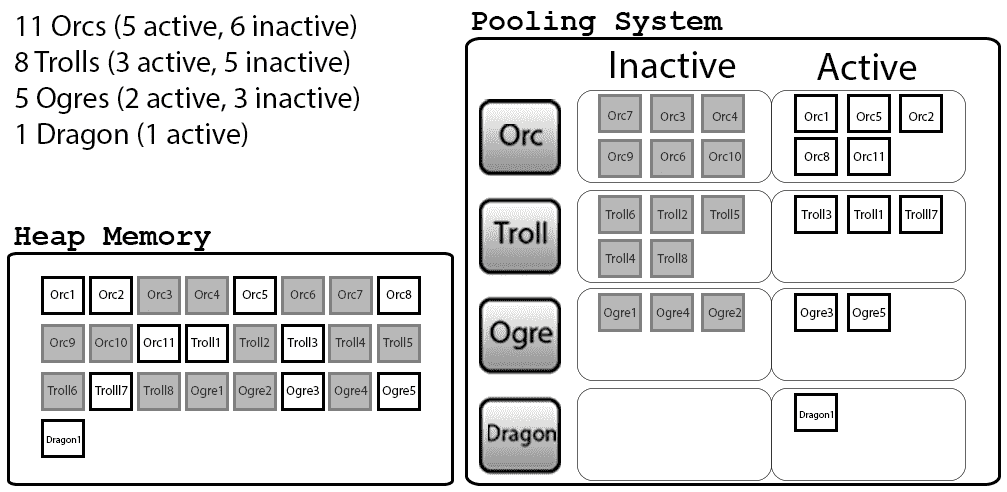 11 Orcs (5 active, 6 inactive)
8 Trolls (3 active, 5 inactive)
5 Ogres (2 active, 3 inactive)
1 Dragon (1 active)
Heap Memory
Orc1 Orc2 Orc3 Orc4 Orc5 Orc6 Orc7 Orc8
Orc9 Orc10 Orc11 Troll1 Troll2 Troll3 Troll4 Troll5
Troll6 Trolll7 Troll8 Ogre1 Ogre2 Ogre3 Ogre4 Ogre5
Dragon1
Pooling System
Inactive Active
Orc
Orc7 Orc3 Orc4 Orc1 Orc5 Orc2
Orc9 Orc6 Orc10 Orc8 Orc11
Troll
Troll6 Troll2 Troll5 Troll3 Troll1 Trolll7
Troll4 Troll8
Ogre
Ogre1 Ogre4 Ogre2 Ogre3 Ogre5
Dragon
Dragon1